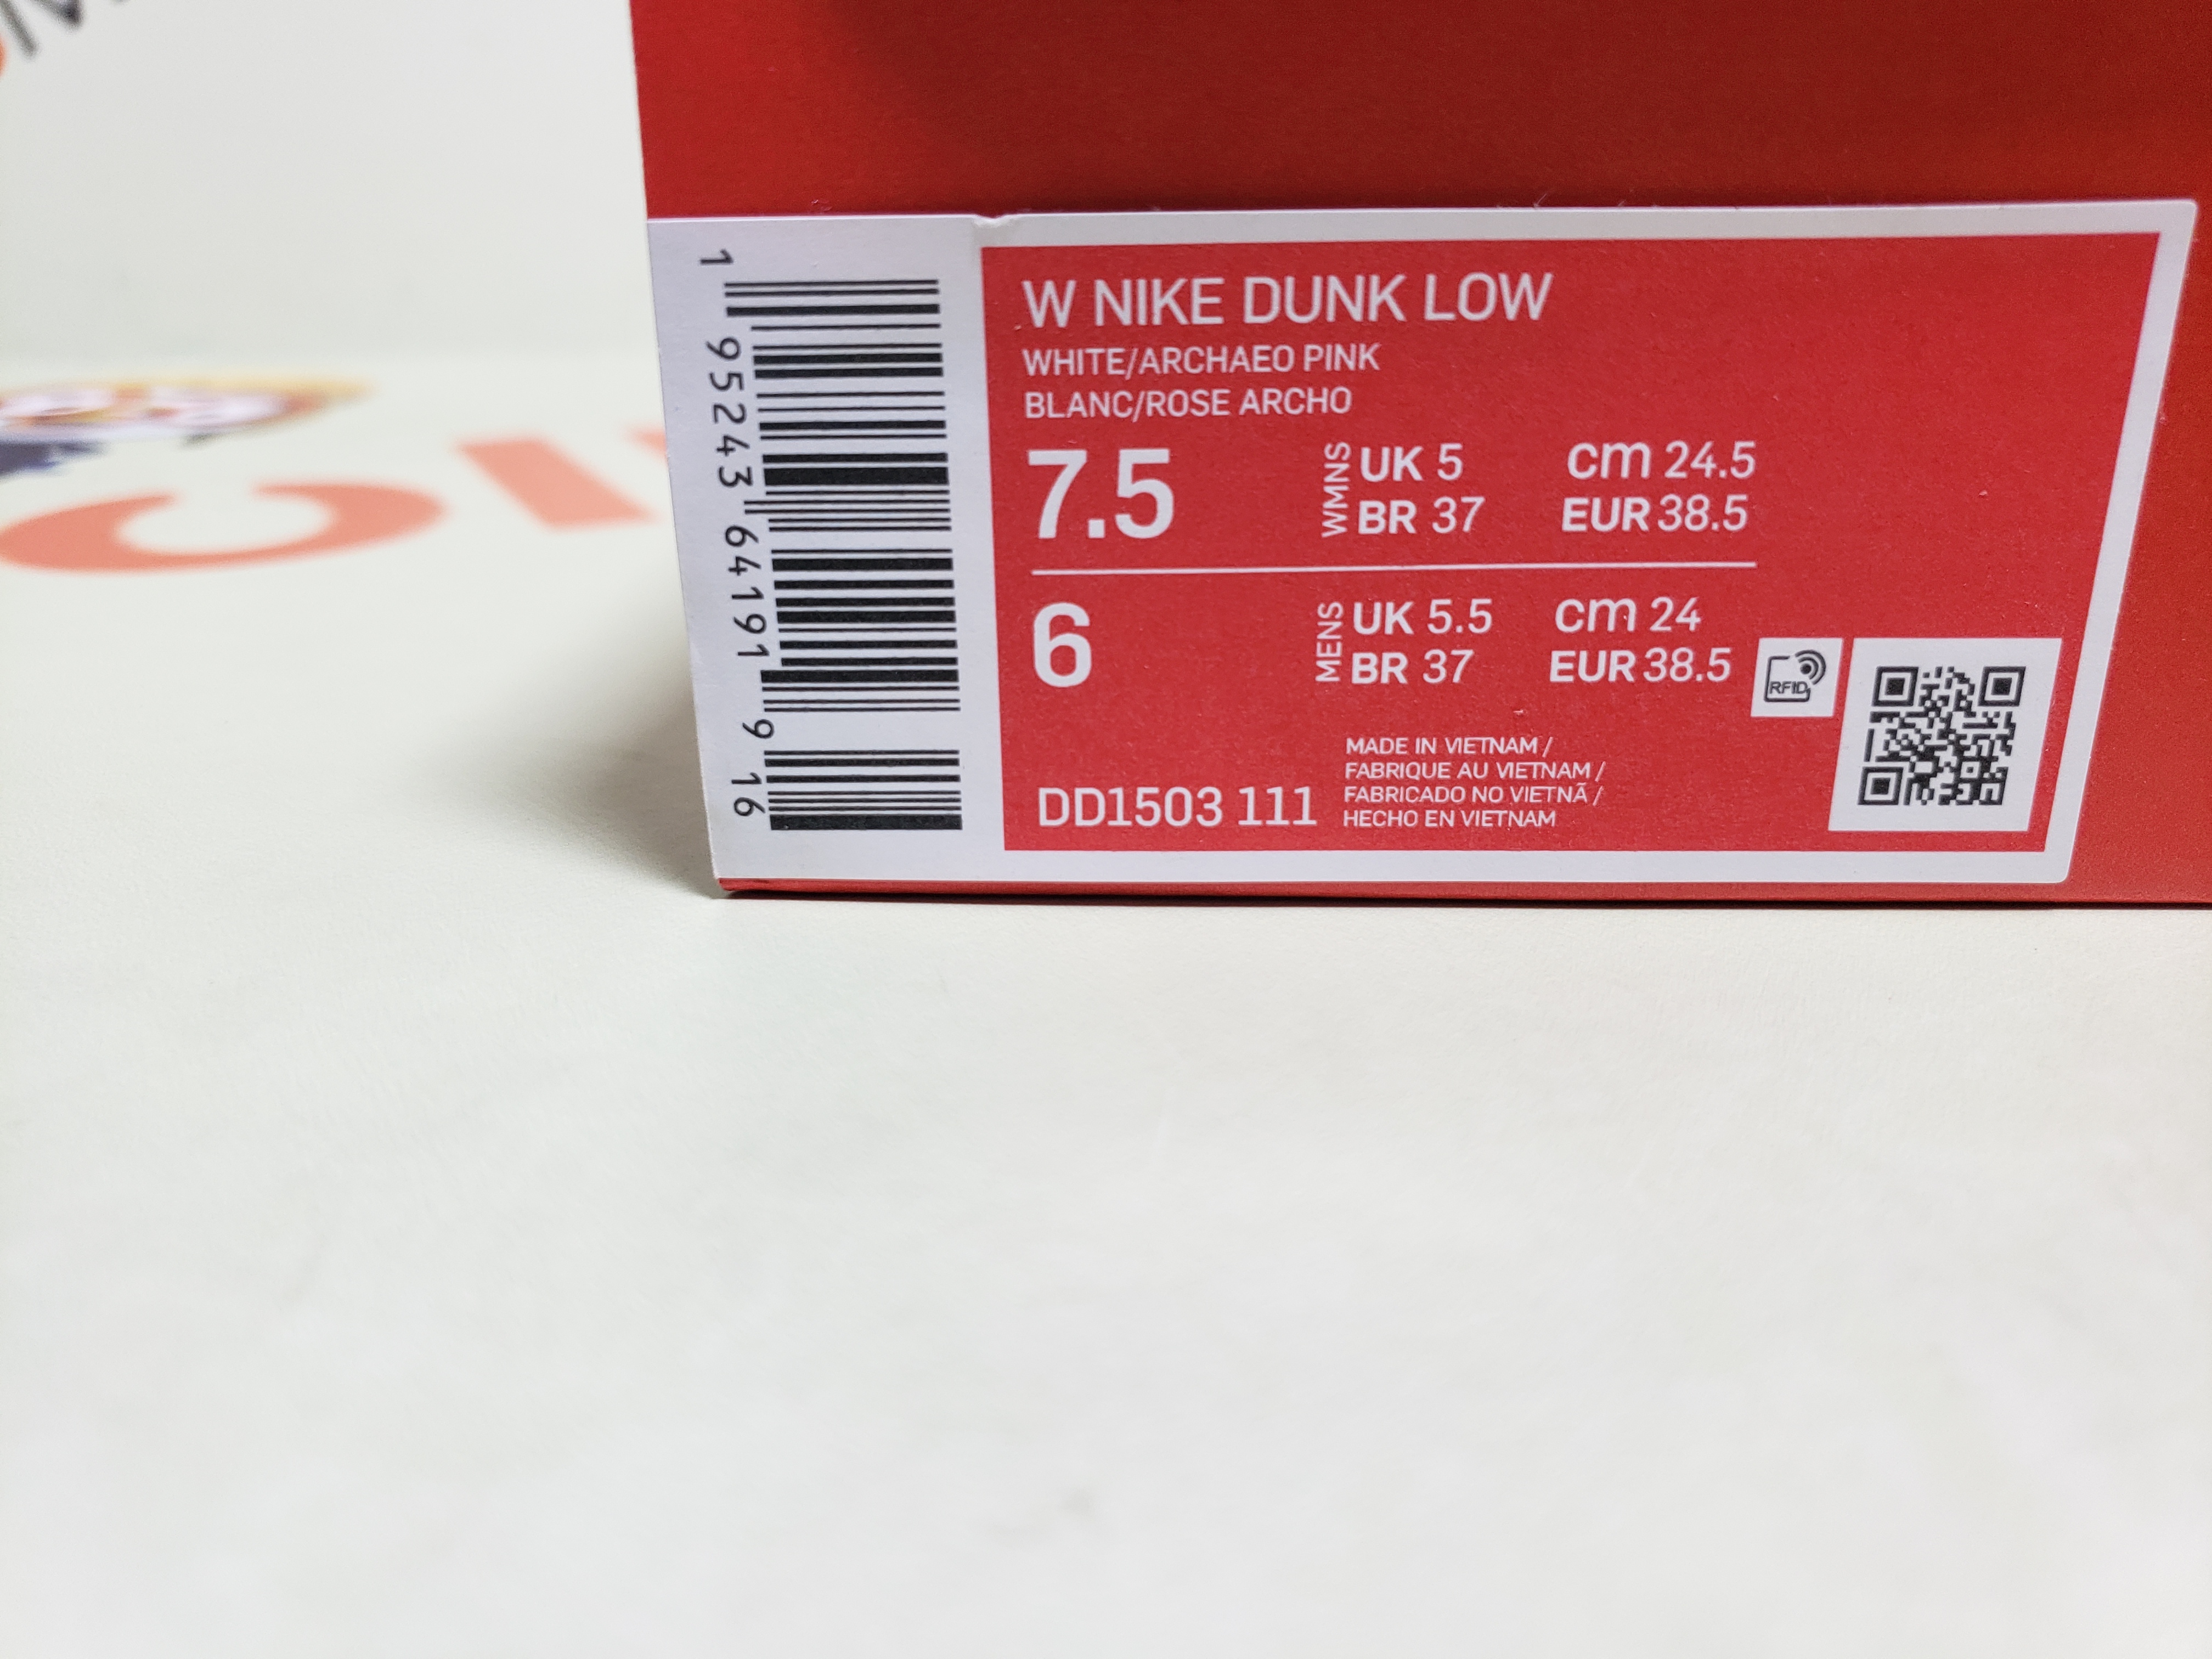 1 95243 64191 9 16
W NIKE DUNK LOW
WHITE/ARCHAEO PINK
BLANC/ROSE ARCHO
7.5 WMNS UK 5 cm 24.5
BR 37 EUR 38.5
6 MENS UK 5.5 cm 24
BR 37 EUR 38.5
RFID
MADE IN VIETNAM /
FABRIQUE AU VIETNAM /
FABRICADO NO VIETNÃ /
HECHO EN VIETNAM
DD1503 111